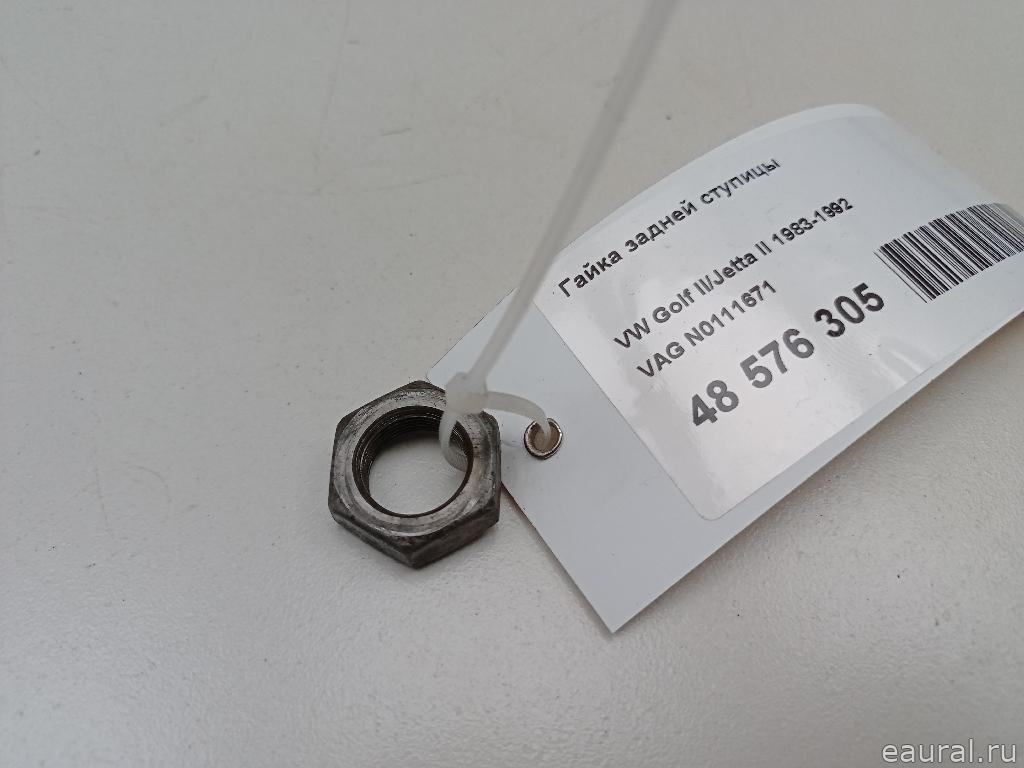 Гайка задней ступицы
VW Golf II/Jetta II 1983-1992
VAG N0111671
48 576 305
eaural.ru